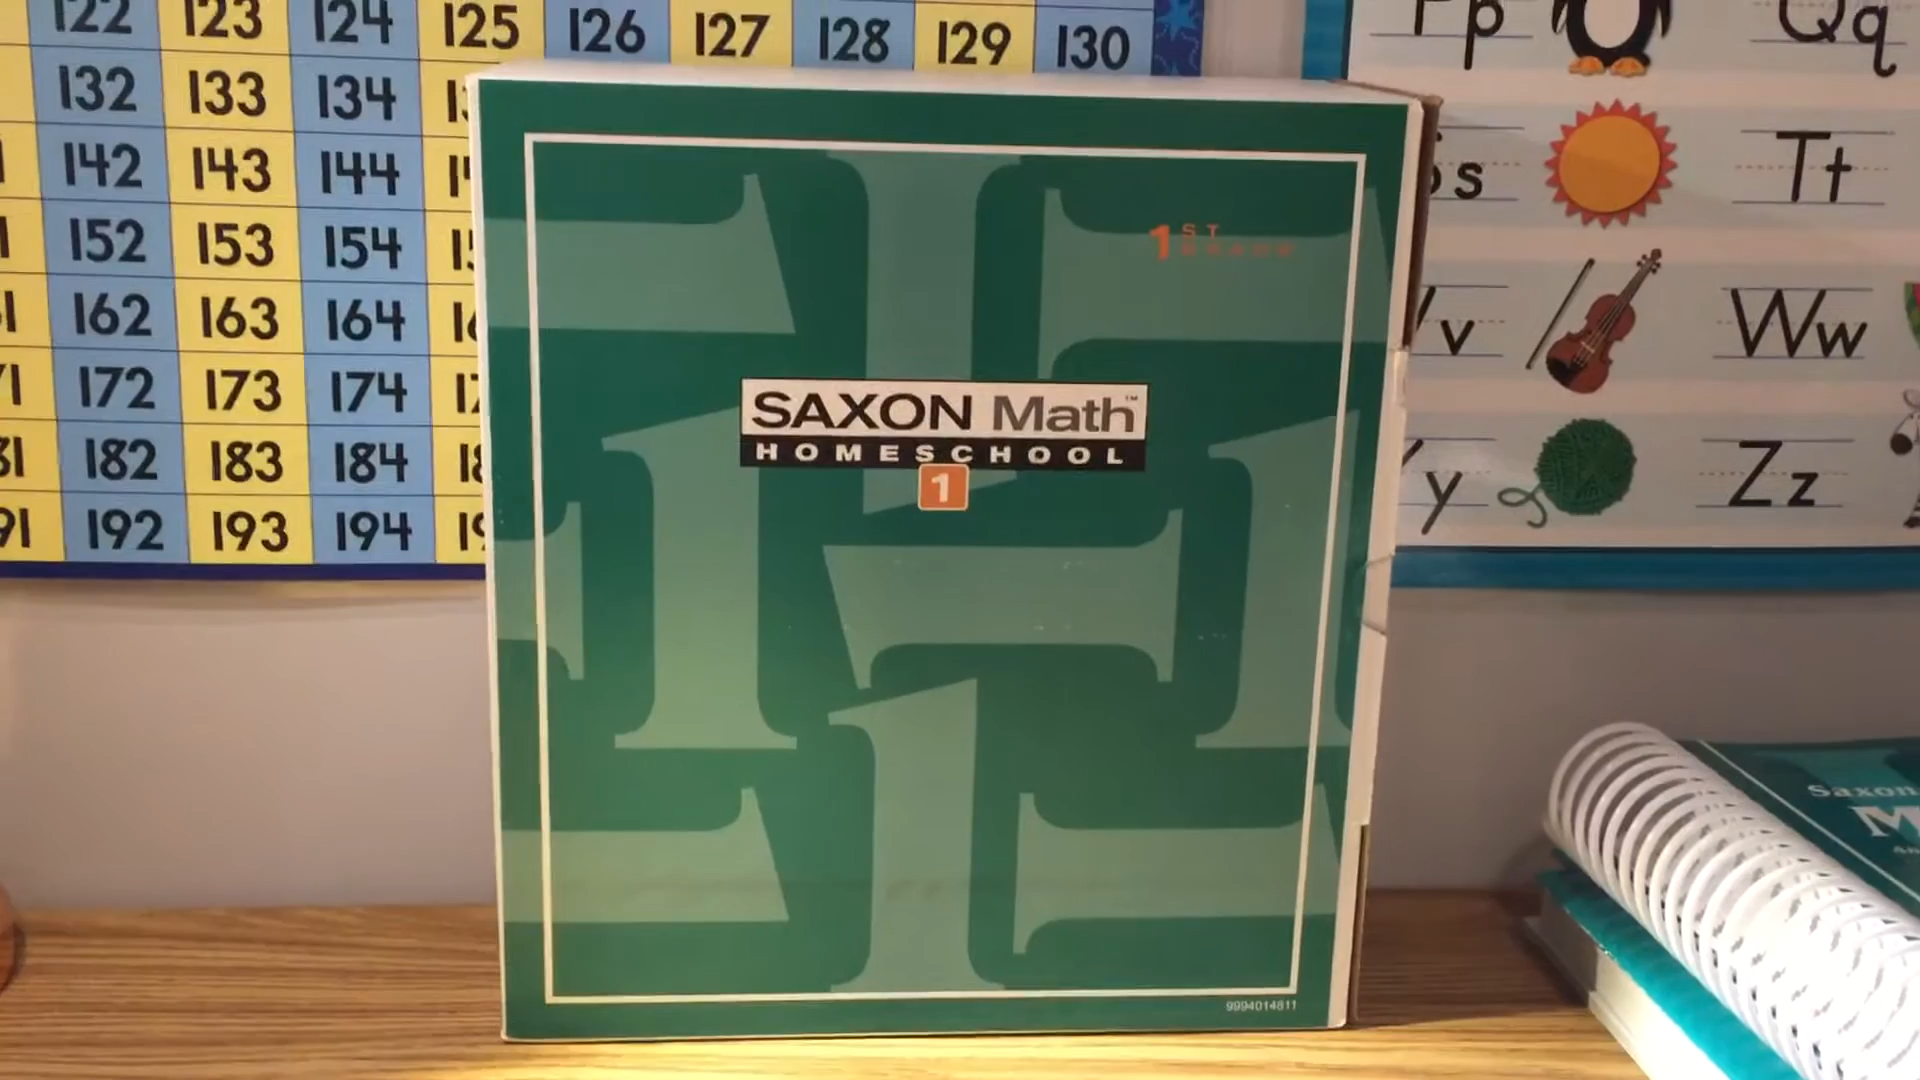 122 123 124 125 126 127 128 129 130
132 133 134
142 143 144
152 153 154
162 163 164
172 173 174
182 183 184
192 193 194
Pp Qq
s Tt
v Ww
Yy Zz
1ST
SAXON Math™
HOMESCHOOL
1
9994014811
Saxon